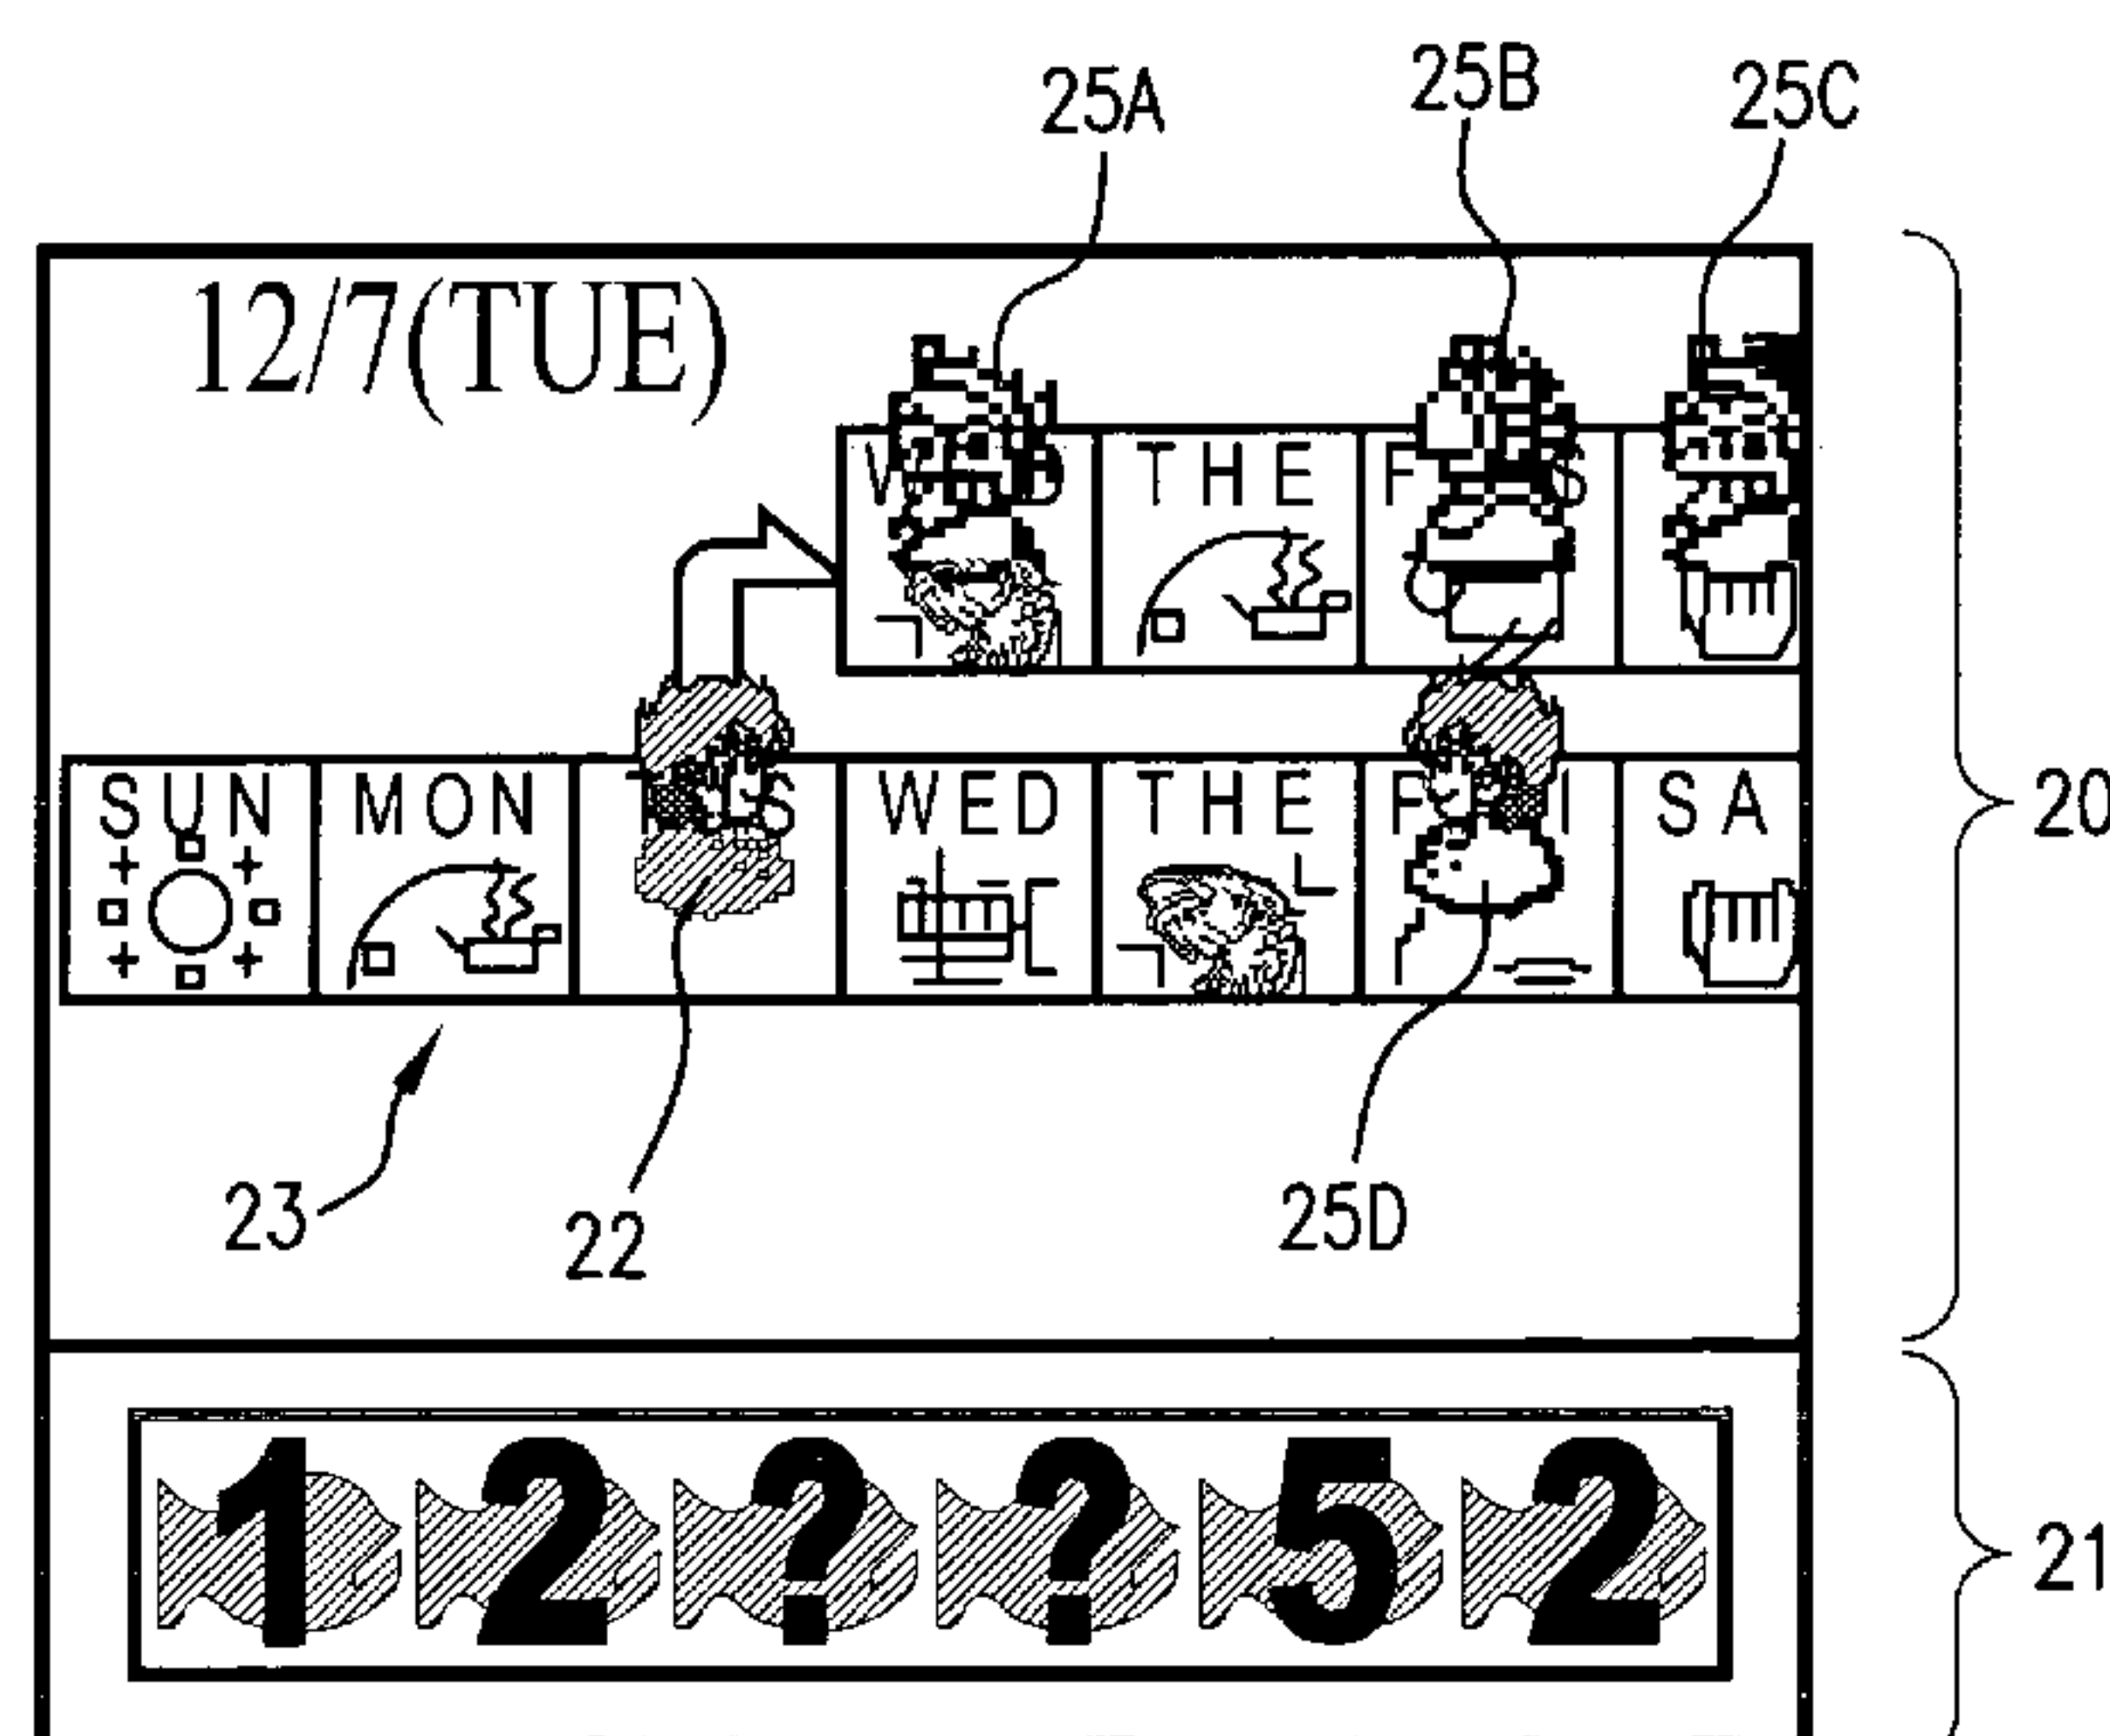 25A 25B 25C
12/7(TUE)
THE
20
SUN MON WED THE SA
23 22 25D
1 2 ? ? 5 2
21